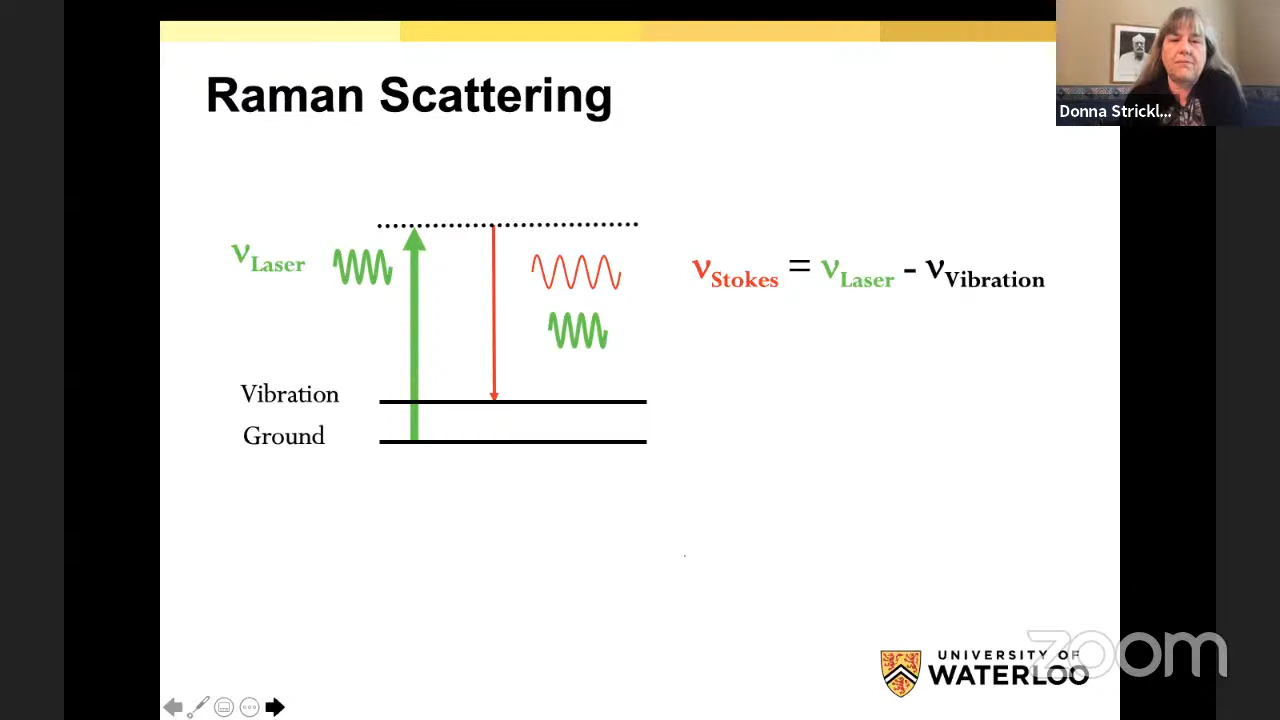 Raman Scattering
Donna Strickl...
νLaser
νStokes = νLaser - νVibration
Vibration
Ground
UNIVERSITY OF
WATERLOO
zoom